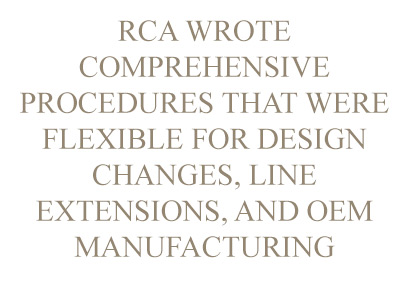 RCA WROTE
COMPREHENSIVE
PROCEDURES THAT WERE
FLEXIBLE FOR DESIGN
CHANGES, LINE
EXTENSIONS, AND OEM
MANUFACTURING